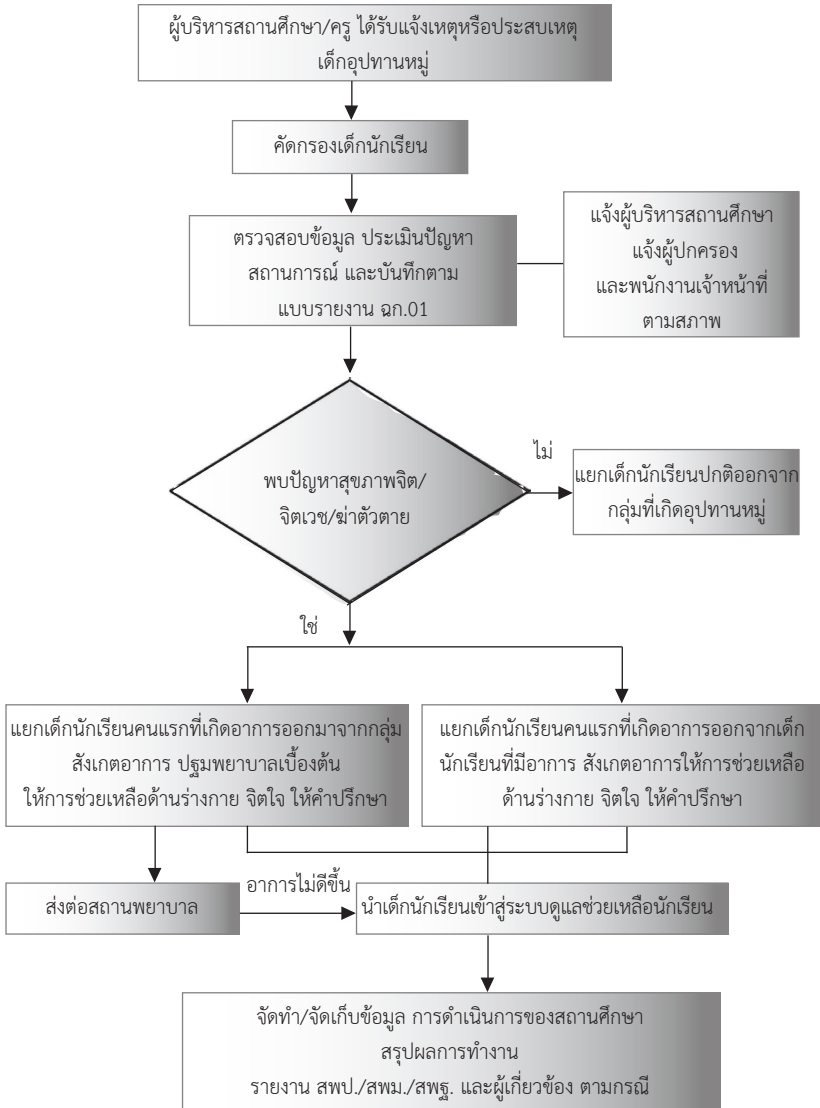 ผู้บริหารสถานศึกษา/ครู ได้รับแจ้งเหตุหรือประสบเหตุ
เด็กอุปทานหมู่
คัดกรองเด็กนักเรียน
ตรวจสอบข้อมูล ประเมินปัญหา
สถานการณ์ และบันทึกตาม
แบบรายงาน ฉก.01
แจ้งผู้บริหารสถานศึกษา
แจ้งผู้ปกครอง
และพนักงานเจ้าหน้าที่
ตามสภาพ
พบปัญหาสุขภาพจิต/
จิตเวช/ฆ่าตัวตาย
ไม่
แยกเด็กนักเรียนปกติออกจาก
กลุ่มที่เกิดอุปทานหมู่
ใช่
แยกเด็กนักเรียนคนแรกที่เกิดอาการออกมาจากกลุ่ม
สังเกตอาการ ปฐมพยาบาลเบื้องต้น
ให้การช่วยเหลือด้านร่างกาย จิตใจ ให้คำปรึกษา
แยกเด็กนักเรียนคนแรกที่เกิดอาการออกจากเด็ก
นักเรียนที่มีอาการ สังเกตอาการให้การช่วยเหลือ
ด้านร่างกาย จิตใจ ให้คำปรึกษา
ส่งต่อสถานพยาบาล
อาการไม่ดีขึ้น
นำเด็กนักเรียนเข้าสู่ระบบดูแลช่วยเหลือนักเรียน
จัดทำ/จัดเก็บข้อมูล การดำเนินการของสถานศึกษา
สรุปผลการทำงาน
รายงาน สพป./สพม./สพฐ. และผู้เกี่ยวข้อง ตามกรณี